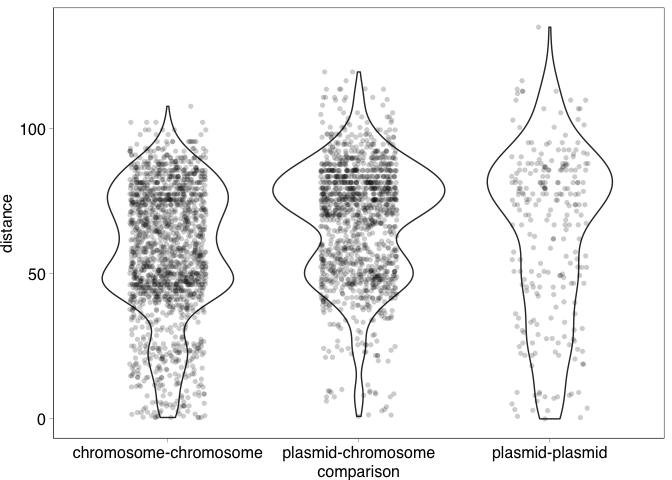 distance
100
50
0
chromosome-chromosome
plasmid-chromosome
plasmid-plasmid
comparison